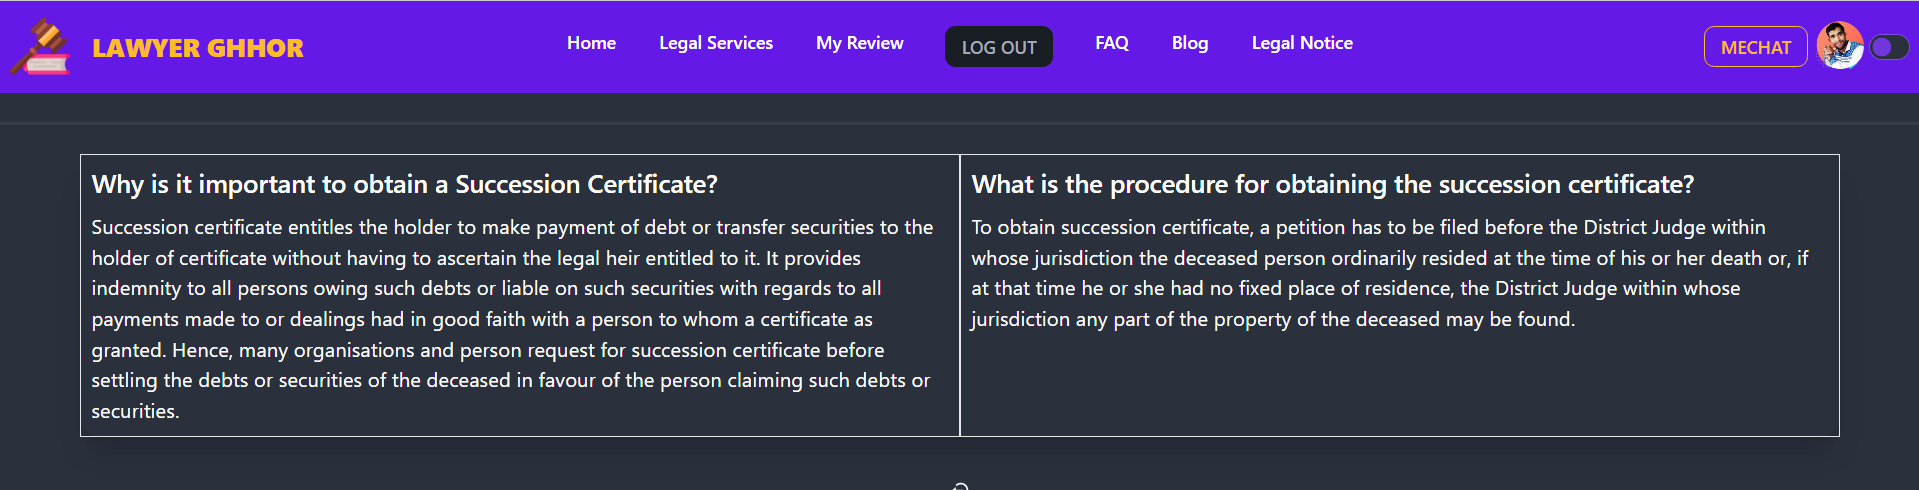 LAWYER GHHOR
Home
Legal Services
My Review
LOG OUT
FAQ
Blog
Legal Notice
MECHAT
Why is it important to obtain a Succession Certificate?
Succession certificate entitles the holder to make payment of debt or transfer securities to the
holder of certificate without having to ascertain the legal heir entitled to it. It provides
indemnity to all persons owing such debts or liable on such securities with regards to all
payments made to or dealings had in good faith with a person to whom a certificate as
granted. Hence, many organisations and person request for succession certificate before
settling the debts or securities of the deceased in favour of the person claiming such debts or
securities.
What is the procedure for obtaining the succession certificate?
To obtain succession certificate, a petition has to be filed before the District Judge within
whose jurisdiction the deceased person ordinarily resided at the time of his or her death or, if
at that time he or she had no fixed place of residence, the District Judge within whose
jurisdiction any part of the property of the deceased may be found.